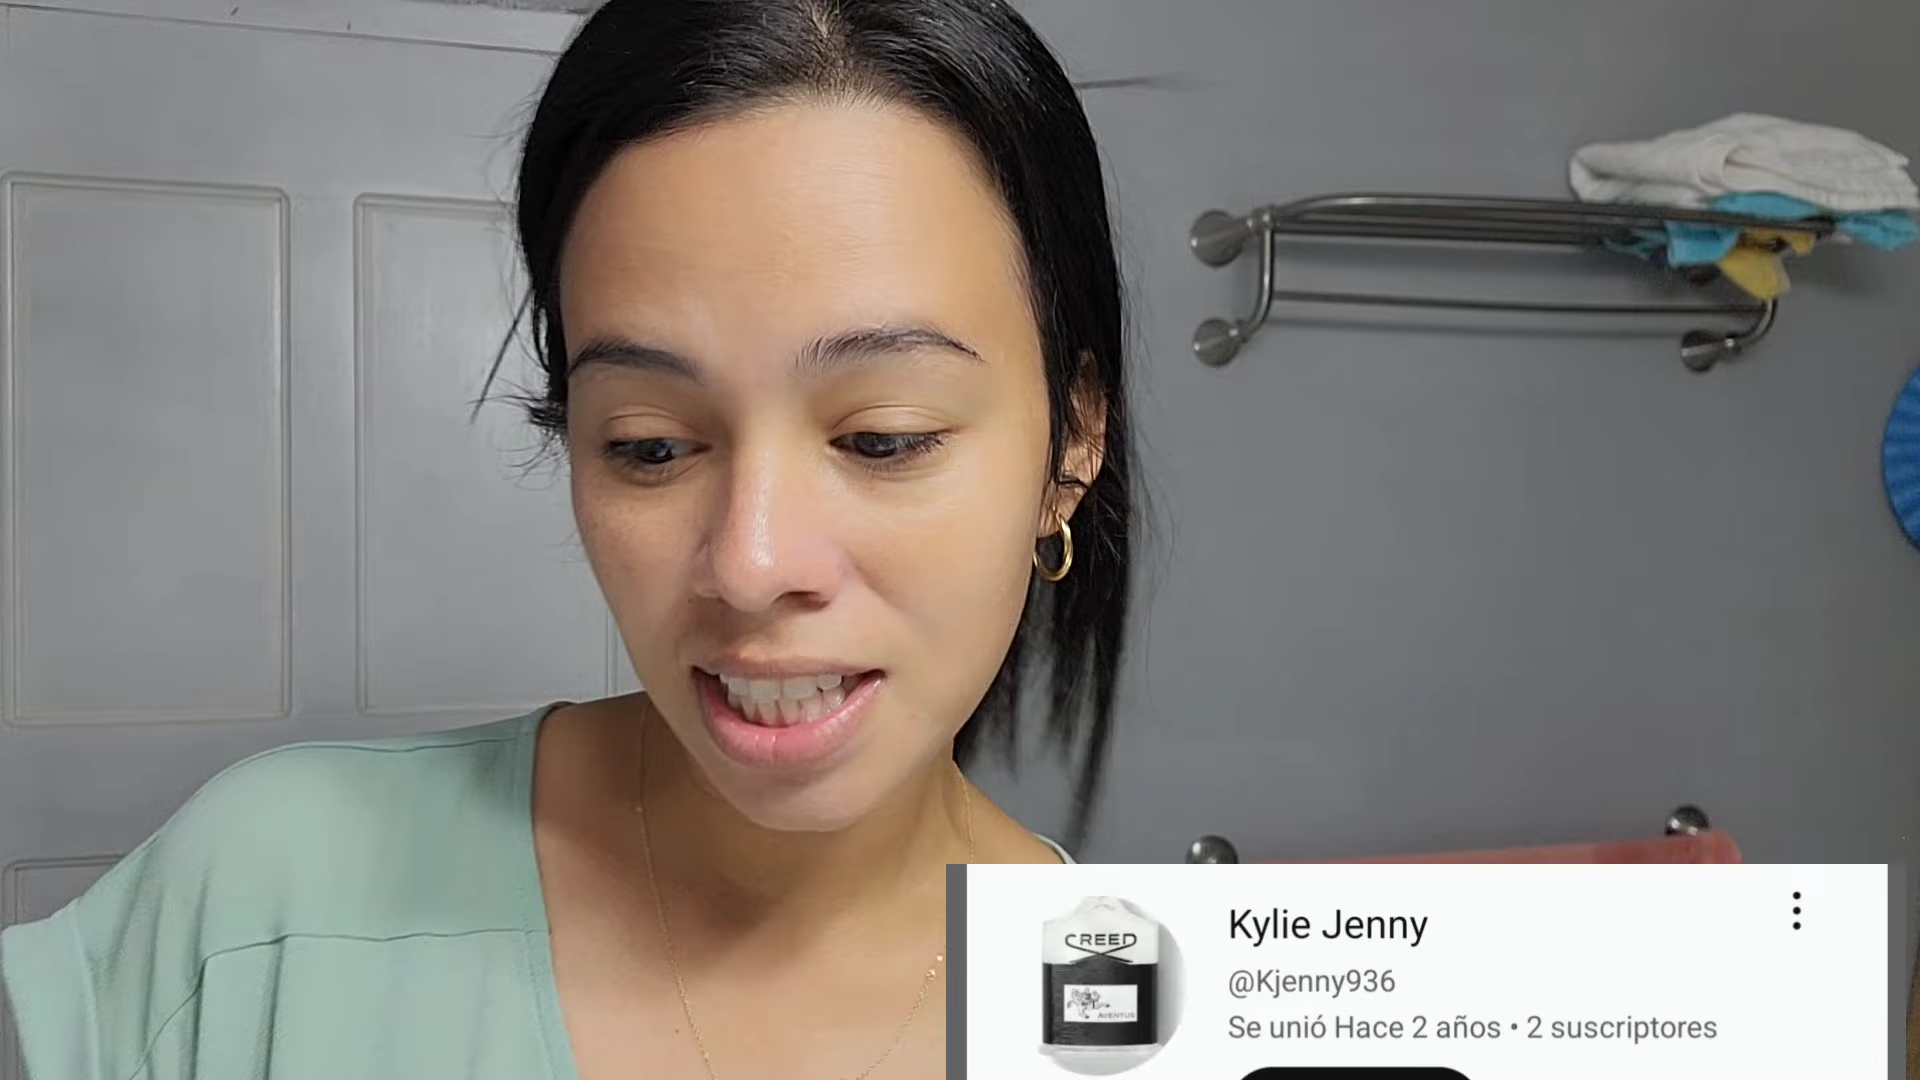 CREED
AVENTUS
Kylie Jenny
@Kjenny936
Se unió Hace 2 años • 2 suscriptores